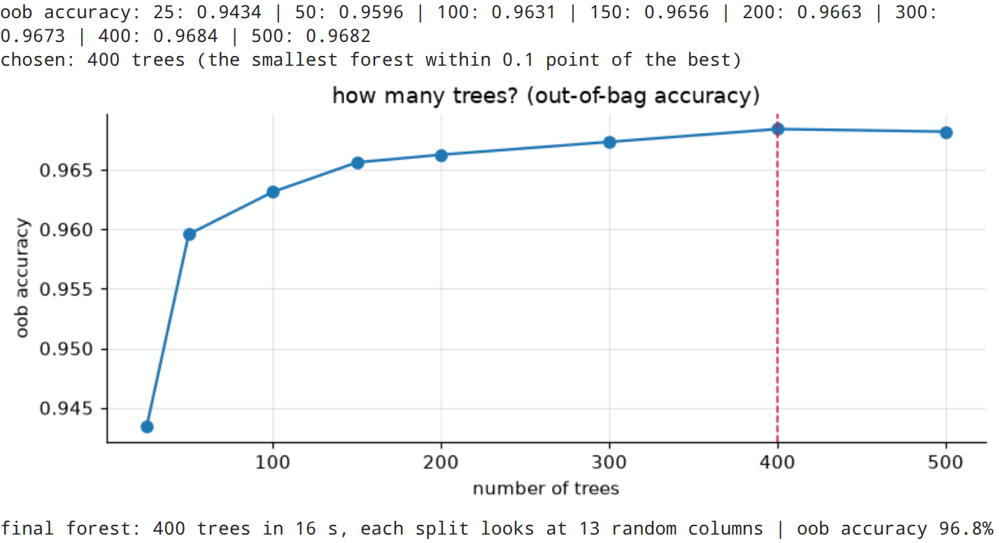 oob accuracy: 25: 0.9434 | 50: 0.9596 | 100: 0.9631 | 150: 0.9656 | 200: 0.9663 | 300:
0.9673 | 400: 0.9684 | 500: 0.9682
chosen: 400 trees (the smallest forest within 0.1 point of the best)
how many trees? (out-of-bag accuracy)
0.965
0.960
0.955
0.950
0.945
oob accuracy
100 200 300 400 500
number of trees
final forest: 400 trees in 16 s, each split looks at 13 random columns | oob accuracy 96.8%